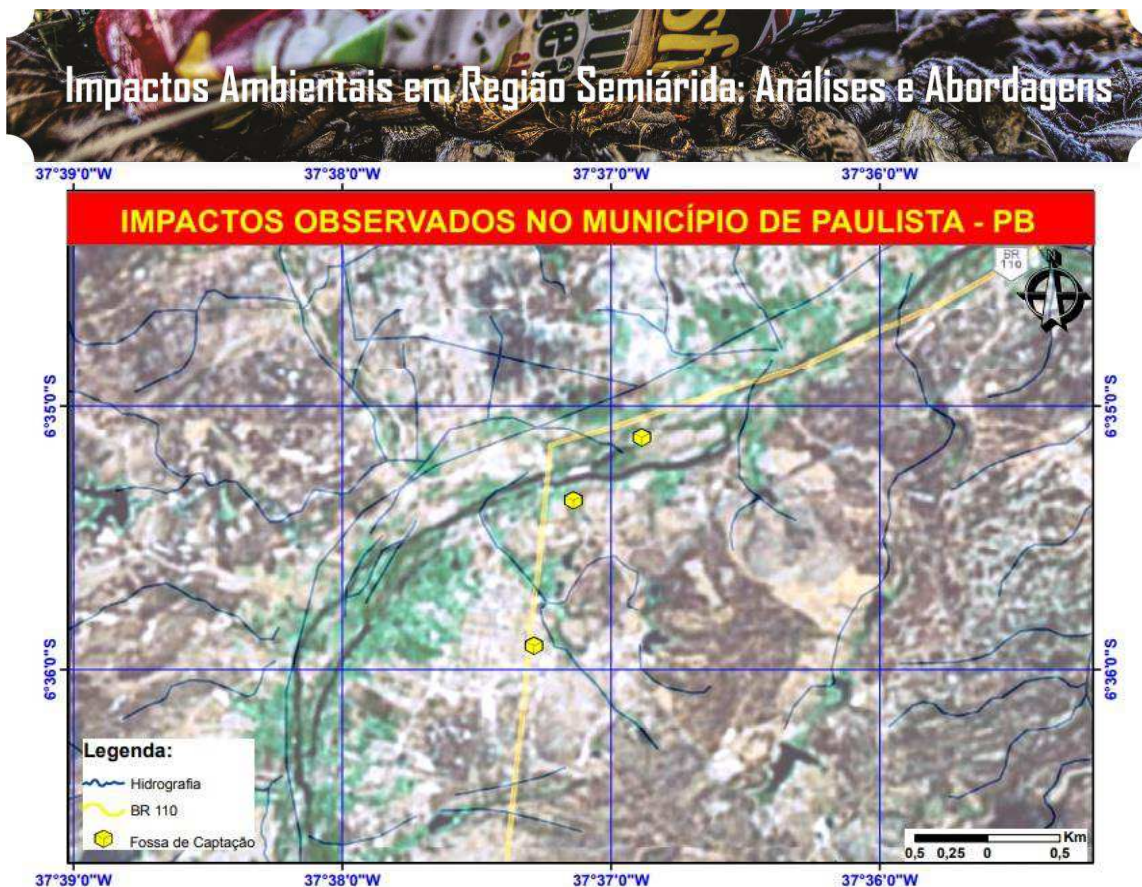 Impactos Ambientais em Região Semiárida: Análises e Abordagens
37°39'0"W 37°38'0"W 37°37'0"W 37°36'0"W
IMPACTOS OBSERVADOS NO MUNICÍPIO DE PAULISTA - PB
BR
110
N
6°35'0"S 6°35'0"S
6°36'0"S 6°36'0"S
Legenda:
Hidrografia
BR 110
Fossa de Captação
Km
0,5 0,25 0 0,5
37°39'0"W 37°38'0"W 37°37'0"W 37°36'0"W